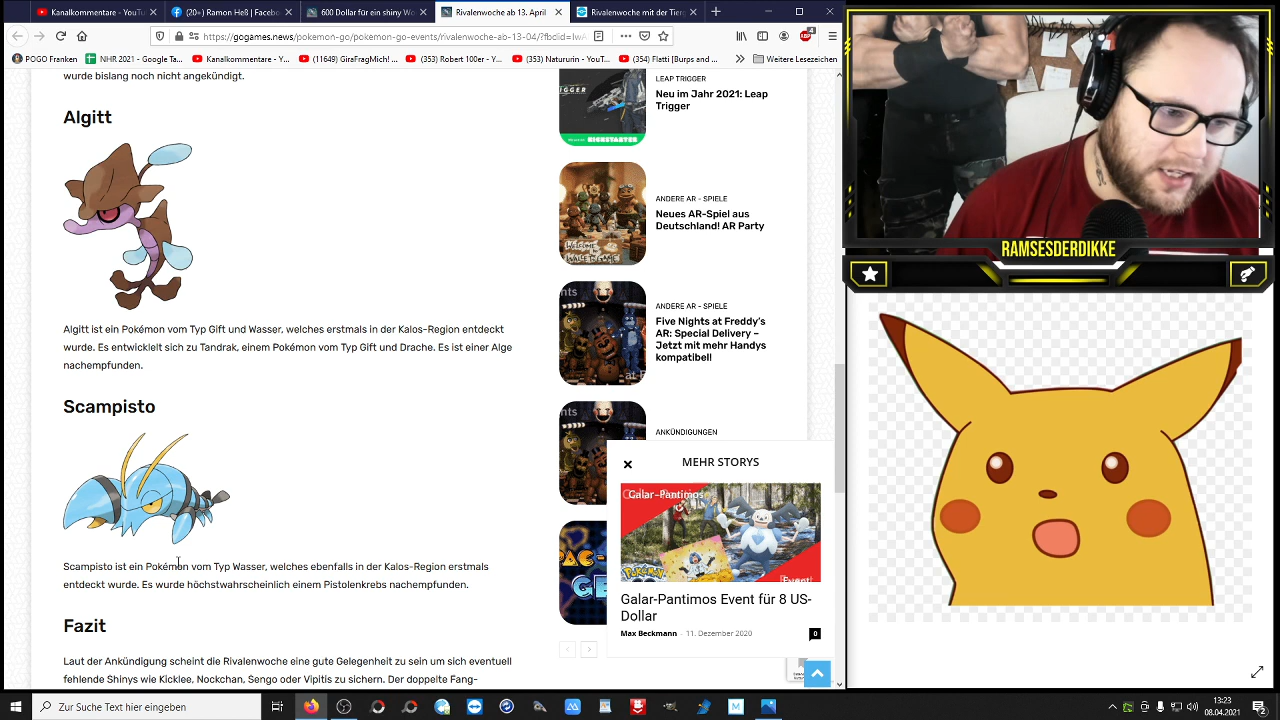 Kanalkommentare - YouTu
(20+) Ramon Heß | Facebook
600 Dollar für ein shiny Wo
Rivalenwoche ab 13. April
Rivalenwoche mit der Tierc
https://gogames.news/pokemongo/pokemon-go-events/rivalenwoche-ab-13-04/?fbclid=IwA
POGO Franken
NHR 2021 - Google Ta...
Kanalkommentare - Y...
(11649) GiraFragMich! ...
(353) Robert 100er - Y...
(353) Natururin - YouT...
(354) Flatti [Burps and ...
Weitere Lesezeichen
wurde bislang noch nicht angekündigt.
Algitt
Algitt ist ein Pokémon vom Typ Gift und Wasser, welches erstmals in der Kalos-Region entdeckt
wurde. Es entwickelt sich zu Tandrak, einem Pokémon vom Typ Gift und Drache. Es ist einer Alge
nachempfunden.
Scampisto
Scampisto ist ein Pokémon vom Typ Wasser, welches ebenfalls in der Kalos-Region erstmals
entdeckt wurde. Es wurde höchstwahrscheinlich einem Pistolenkrebs nachempfunden.
Fazit
Laut der Ankündigung scheint die Rivalenwoche eine gute Gelegenheit zu sein um sich eventuell
fehlende Shinys wie Kicklee, Nockchan, Sengo oder Vipitis zu sichern. Der doppelte Fang-
LEAP TRIGGER
Neu im Jahr 2021: Leap
Trigger
KICKSTARTER
ANDERE AR - SPIELE
Neues AR-Spiel aus
Deutschland! AR Party
ANDERE AR - SPIELE
Five Nights at Freddy's
AR: Special Delivery –
Jetzt mit mehr Handys
kompatibel!
ANKÜNDIGUNGEN
MEHR STORYS
Galar-Pantimos
Event!
Galar-Pantimos Event für 8 US-
Dollar
Max Beckmann - 11. Dezember 2020
0
RAMSESDERDIKKE
Zur Suche Text hier eingeben
13:23
08.04.2021
2